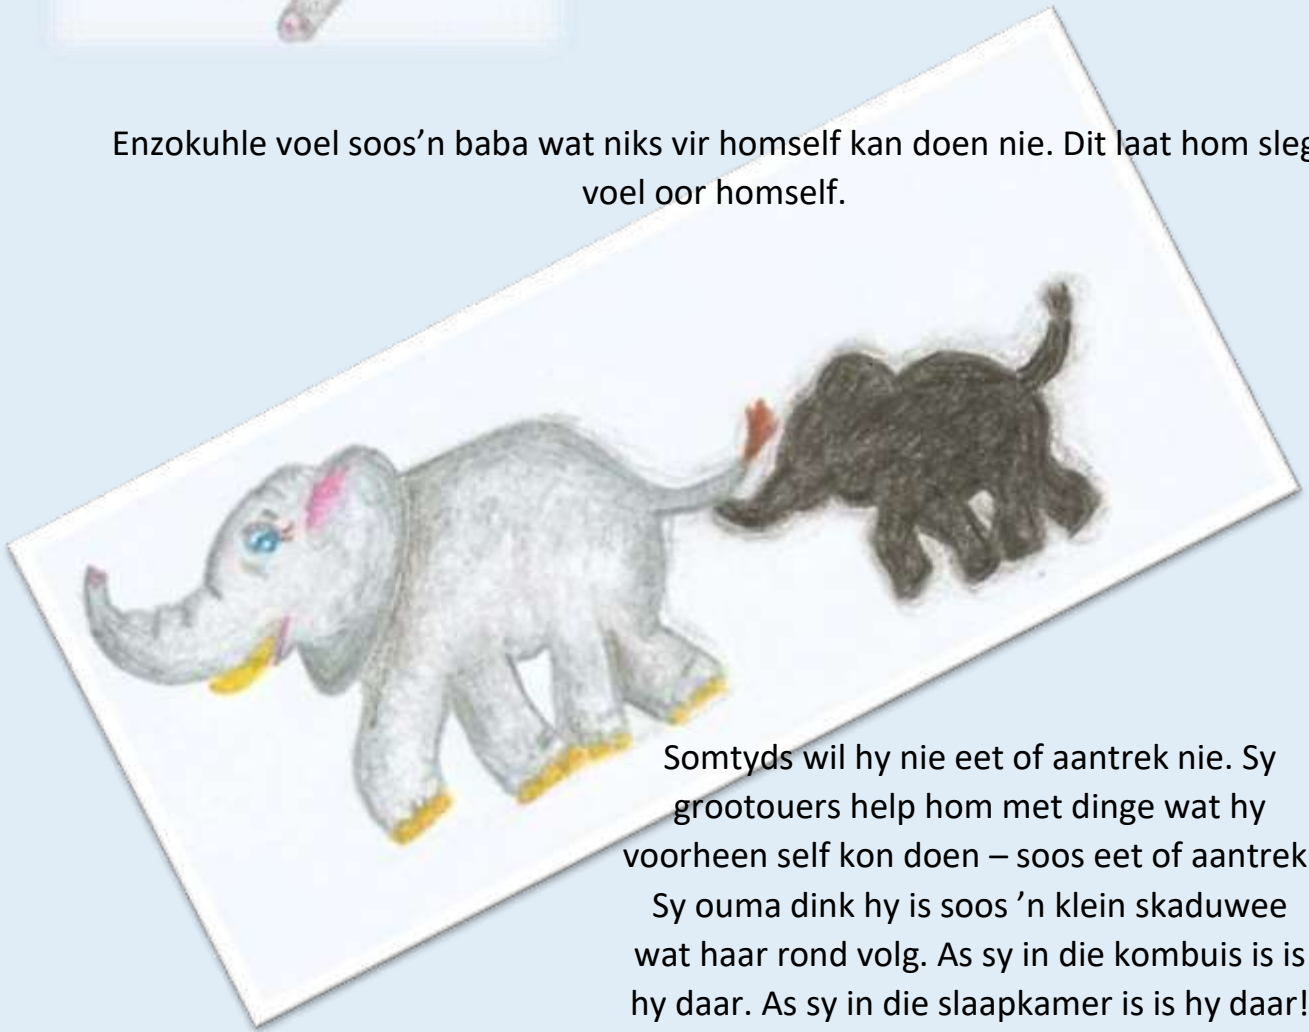 Enzokuhle voel soos’n baba wat niks vir homself kan doen nie. Dit laat hom sleg
voel oor homself.
Somtyds wil hy nie eet of aantrek nie. Sy
grootouers help hom met dinge wat hy
voorheen self kon doen – soos eet of aantrek
Sy ouma dink hy is soos ’n klein skaduwee
wat haar rond volg. As sy in die kombuis is is
hy daar. As sy in die slaapkamer is is hy daar!